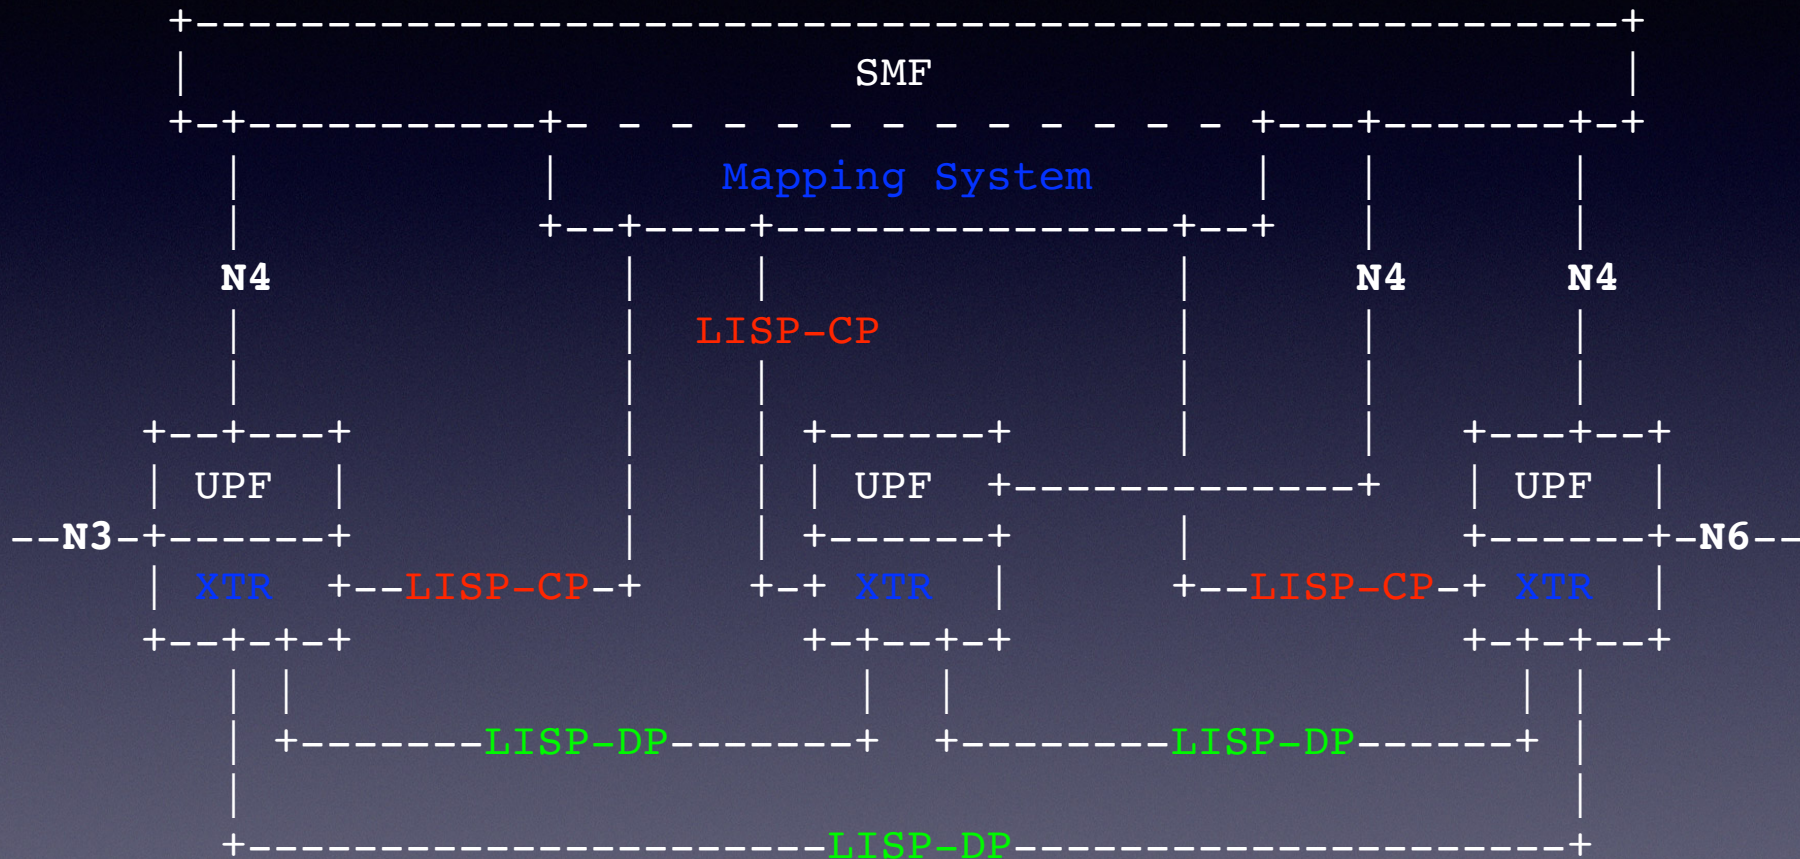 SMF
Mapping System
N4 N4 N4
LISP-CP
UPF UPF UPF
--N3- -N6--
XTR --LISP-CP- XTR --LISP-CP- XTR
LISP-DP LISP-DP
LISP-DP